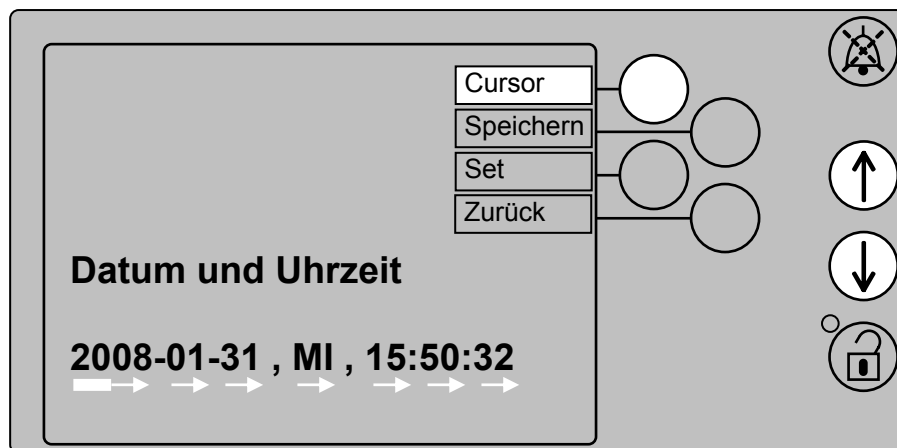 Cursor
Speichern
Set
Zurück
Datum und Uhrzeit
2008-01-31 , MI , 15:50:32